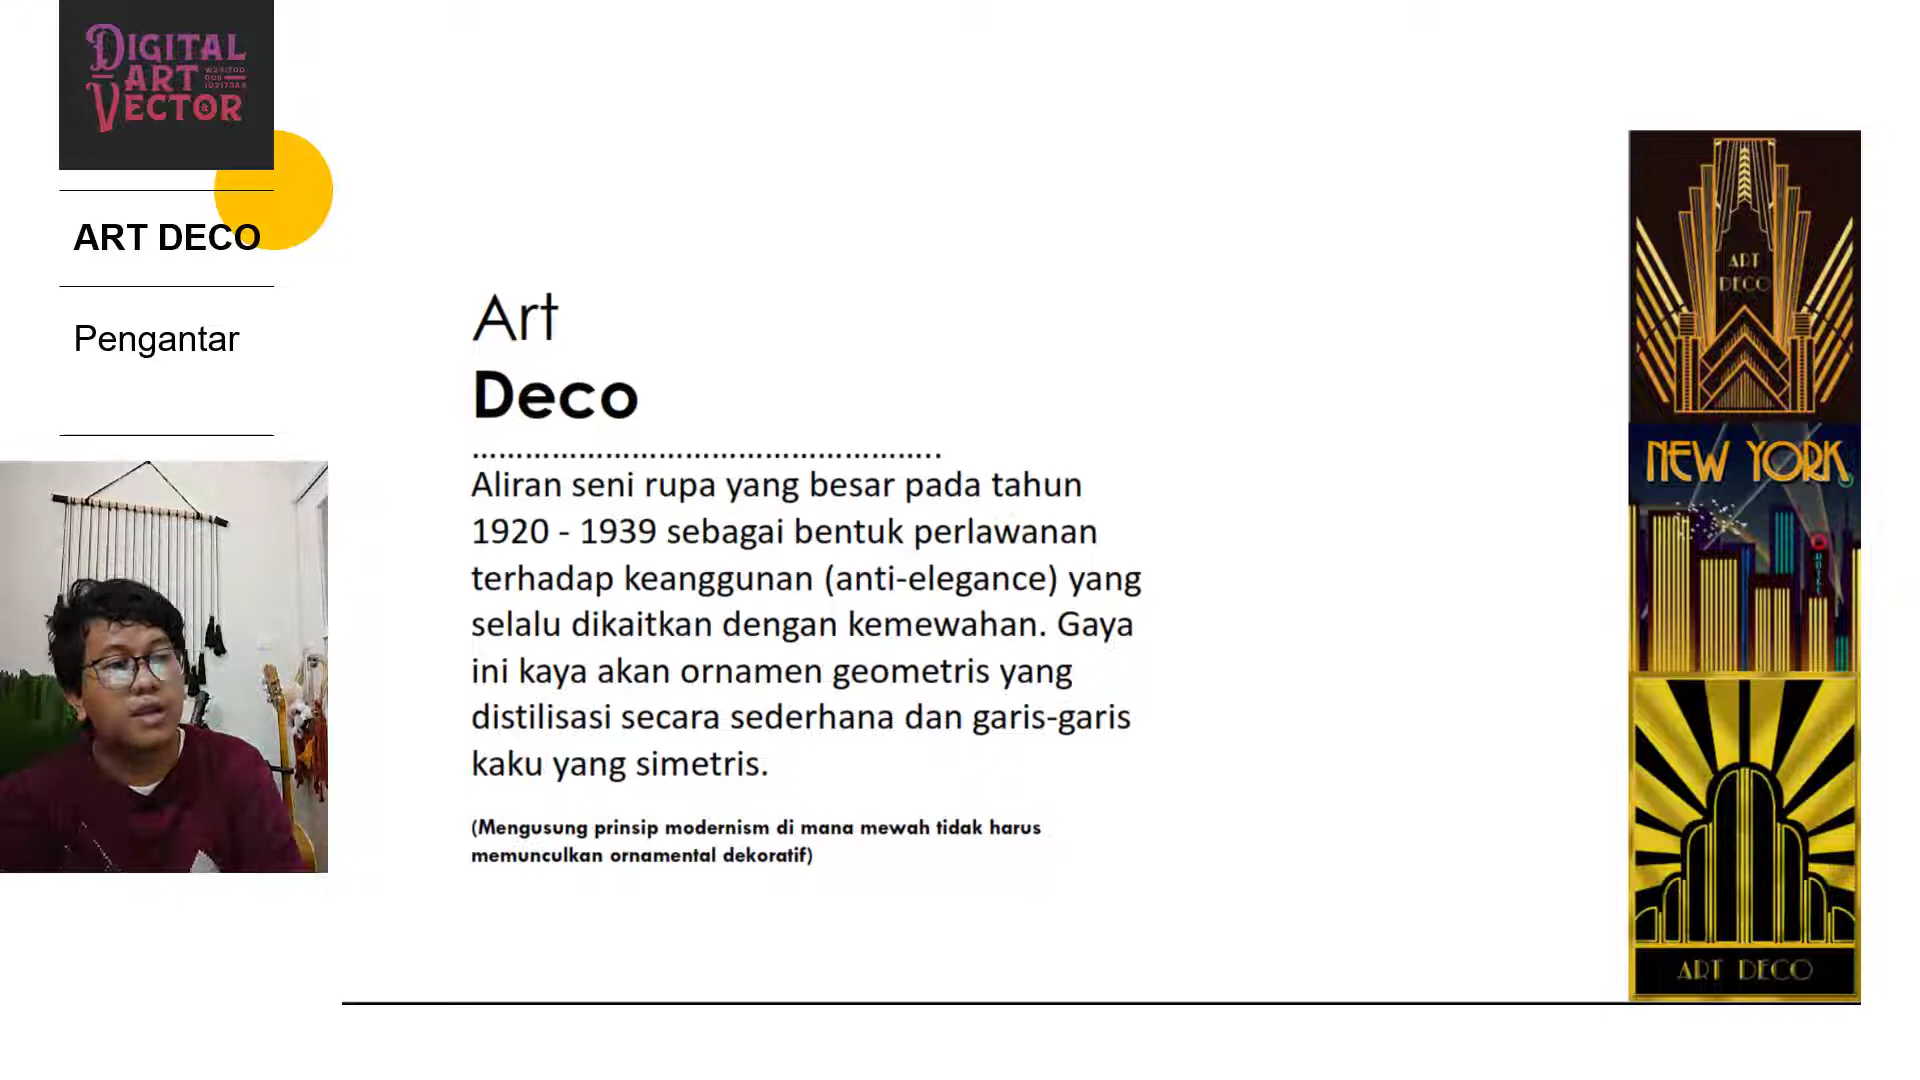 DIGITAL
ART
VECTOR
ART DECO
Pengantar
Art
Deco
Aliran seni rupa yang besar pada tahun
1920 - 1939 sebagai bentuk perlawanan
terhadap keanggunan (anti-elegance) yang
selalu dikaitkan dengan kemewahan. Gaya
ini kaya akan ornamen geometris yang
distilisasi secara sederhana dan garis-garis
kaku yang simetris.
(Mengusung prinsip modernism di mana mewah tidak harus
memunculkan ornamental dekoratif)
ART
DECO
NEW YORK
HOTEL
ART DECO